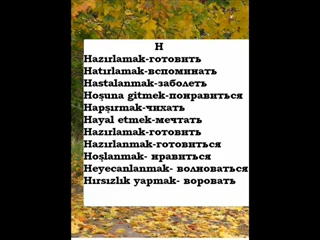 H
Hazırlamak-готовить
Hatırlamak-вспоминать
Hastalanmak-заболеть
Hoşuna gitmek-понравиться
Hapşırmak-чихать
Hayal etmek-мечтать
Hazırlamak-готовить
Hazırlanmak-готовиться
Hoşlanmak- нравиться
Heyecanlanmak- волноваться
Hırsızlık yapmak- воровать